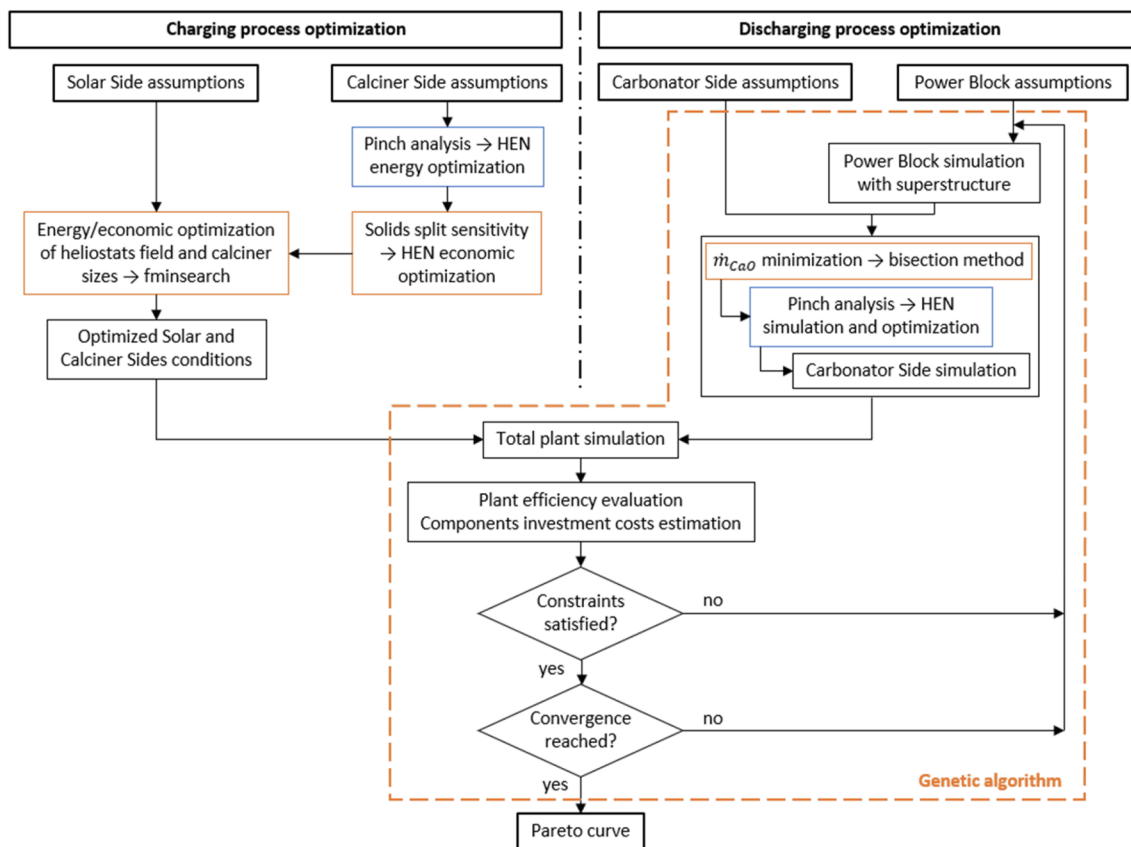 Charging process optimization
Discharging process optimization
Solar Side assumptions
Calciner Side assumptions
Carbonator Side assumptions
Power Block assumptions
Pinch analysis → HEN
energy optimization
Power Block simulation
with superstructure
Energy/economic optimization
of heliostats field and calciner
sizes → fminsearch
Solids split sensitivity
→ HEN economic
optimization
ṁ_CaO minimization → bisection method
Pinch analysis → HEN
simulation and optimization
Carbonator Side simulation
Optimized Solar and
Calciner Sides conditions
Total plant simulation
Plant efficiency evaluation
Components investment costs estimation
Constraints
satisfied?
no
yes
Convergence
reached?
no
yes
Genetic algorithm
Pareto curve